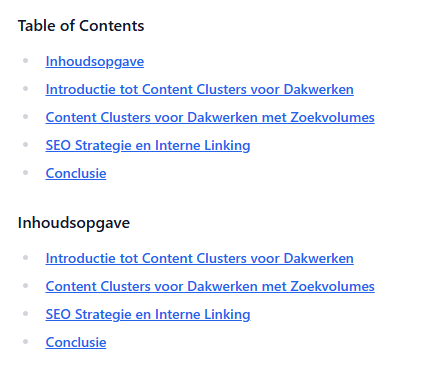 Table of Contents
Inhoudsopgave
Introductie tot Content Clusters voor Dakwerken
Content Clusters voor Dakwerken met Zoekvolumes
SEO Strategie en Interne Linking
Conclusie
Inhoudsopgave
Introductie tot Content Clusters voor Dakwerken
Content Clusters voor Dakwerken met Zoekvolumes
SEO Strategie en Interne Linking
Conclusie